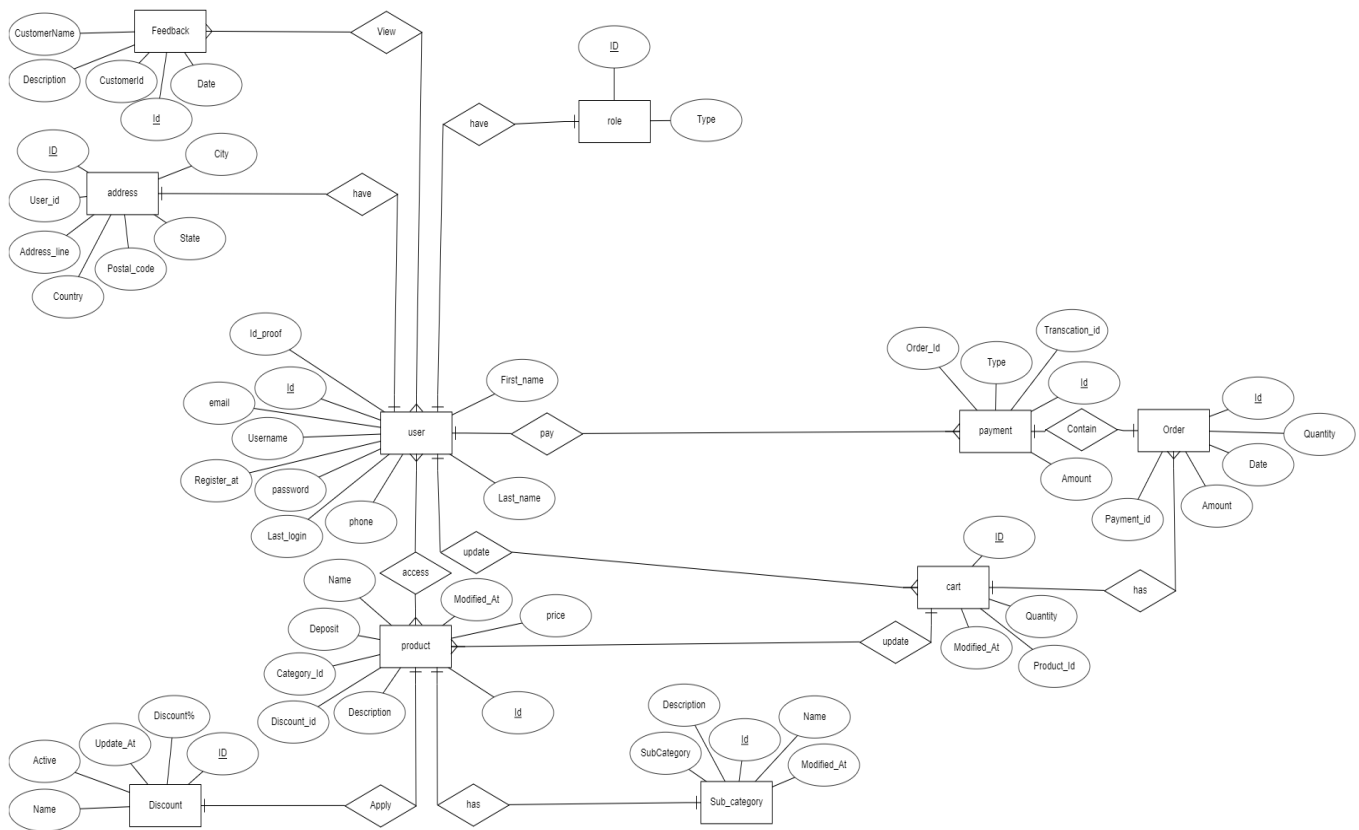 Feedback
View
CustomerName
Description
CustomerId
Date
Id
ID
role
Type
have
ID
City
address
User_id
have
Address_line
State
Postal_code
Country
Id_proof
Id
First_name
email
Username
user
pay
Register_at
password
Last_name
Last_login
phone
Transcation_id
Order_Id
Type
Id
Id
payment
Contain
Order
Quantity
Date
Amount
Payment_id
Amount
update
ID
access
Name
Modified_At
cart
has
Deposit
price
Quantity
product
update
Modified_At
Category_Id
Product_Id
Discount_id
Description
Id
Discount%
Update_At
ID
Active
Name
Discount
Apply
has
Description
Name
Id
SubCategory
Modified_At
Sub_category